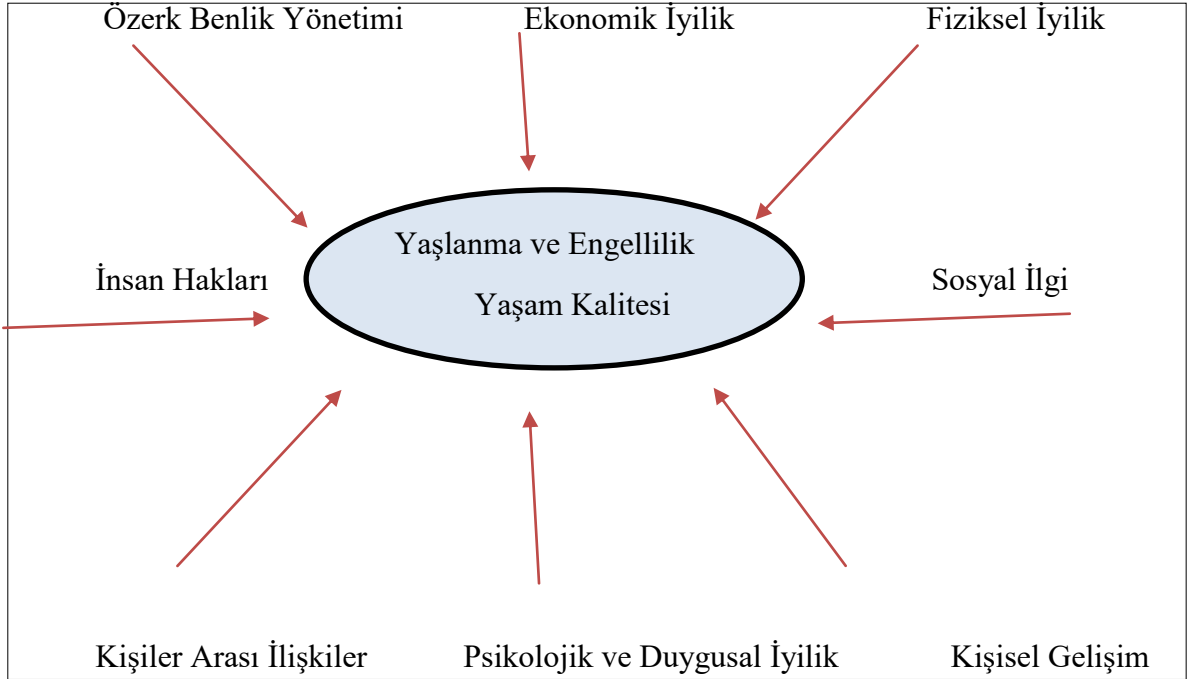 Özerk Benlik Yönetimi
Ekonomik İyilik
Fiziksel İyilik
Yaşlanma ve Engellilik
Yaşam Kalitesi
İnsan Hakları
Sosyal İlgi
Kişiler Arası İlişkiler
Psikolojik ve Duygusal İyilik
Kişisel Gelişim